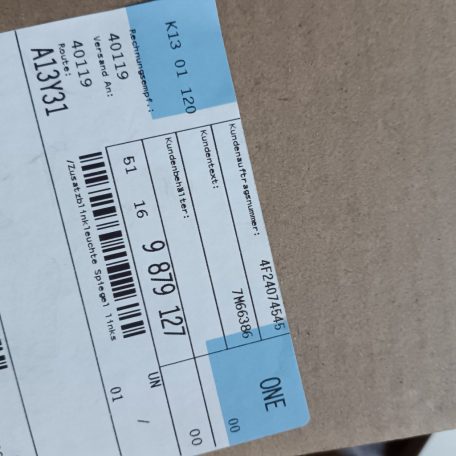 K13 01 120
Rechnungsempf.:
40119
Versand An:
40119
Route:
A13Y31
Kundenauftragsnummer: 4F24074545
Kundentext: 7M66386
Kundenbehälter:
51 16 9 879 127
/Zusatzblinkleuchte Spiegel links
ONE
00
00
UN /
01